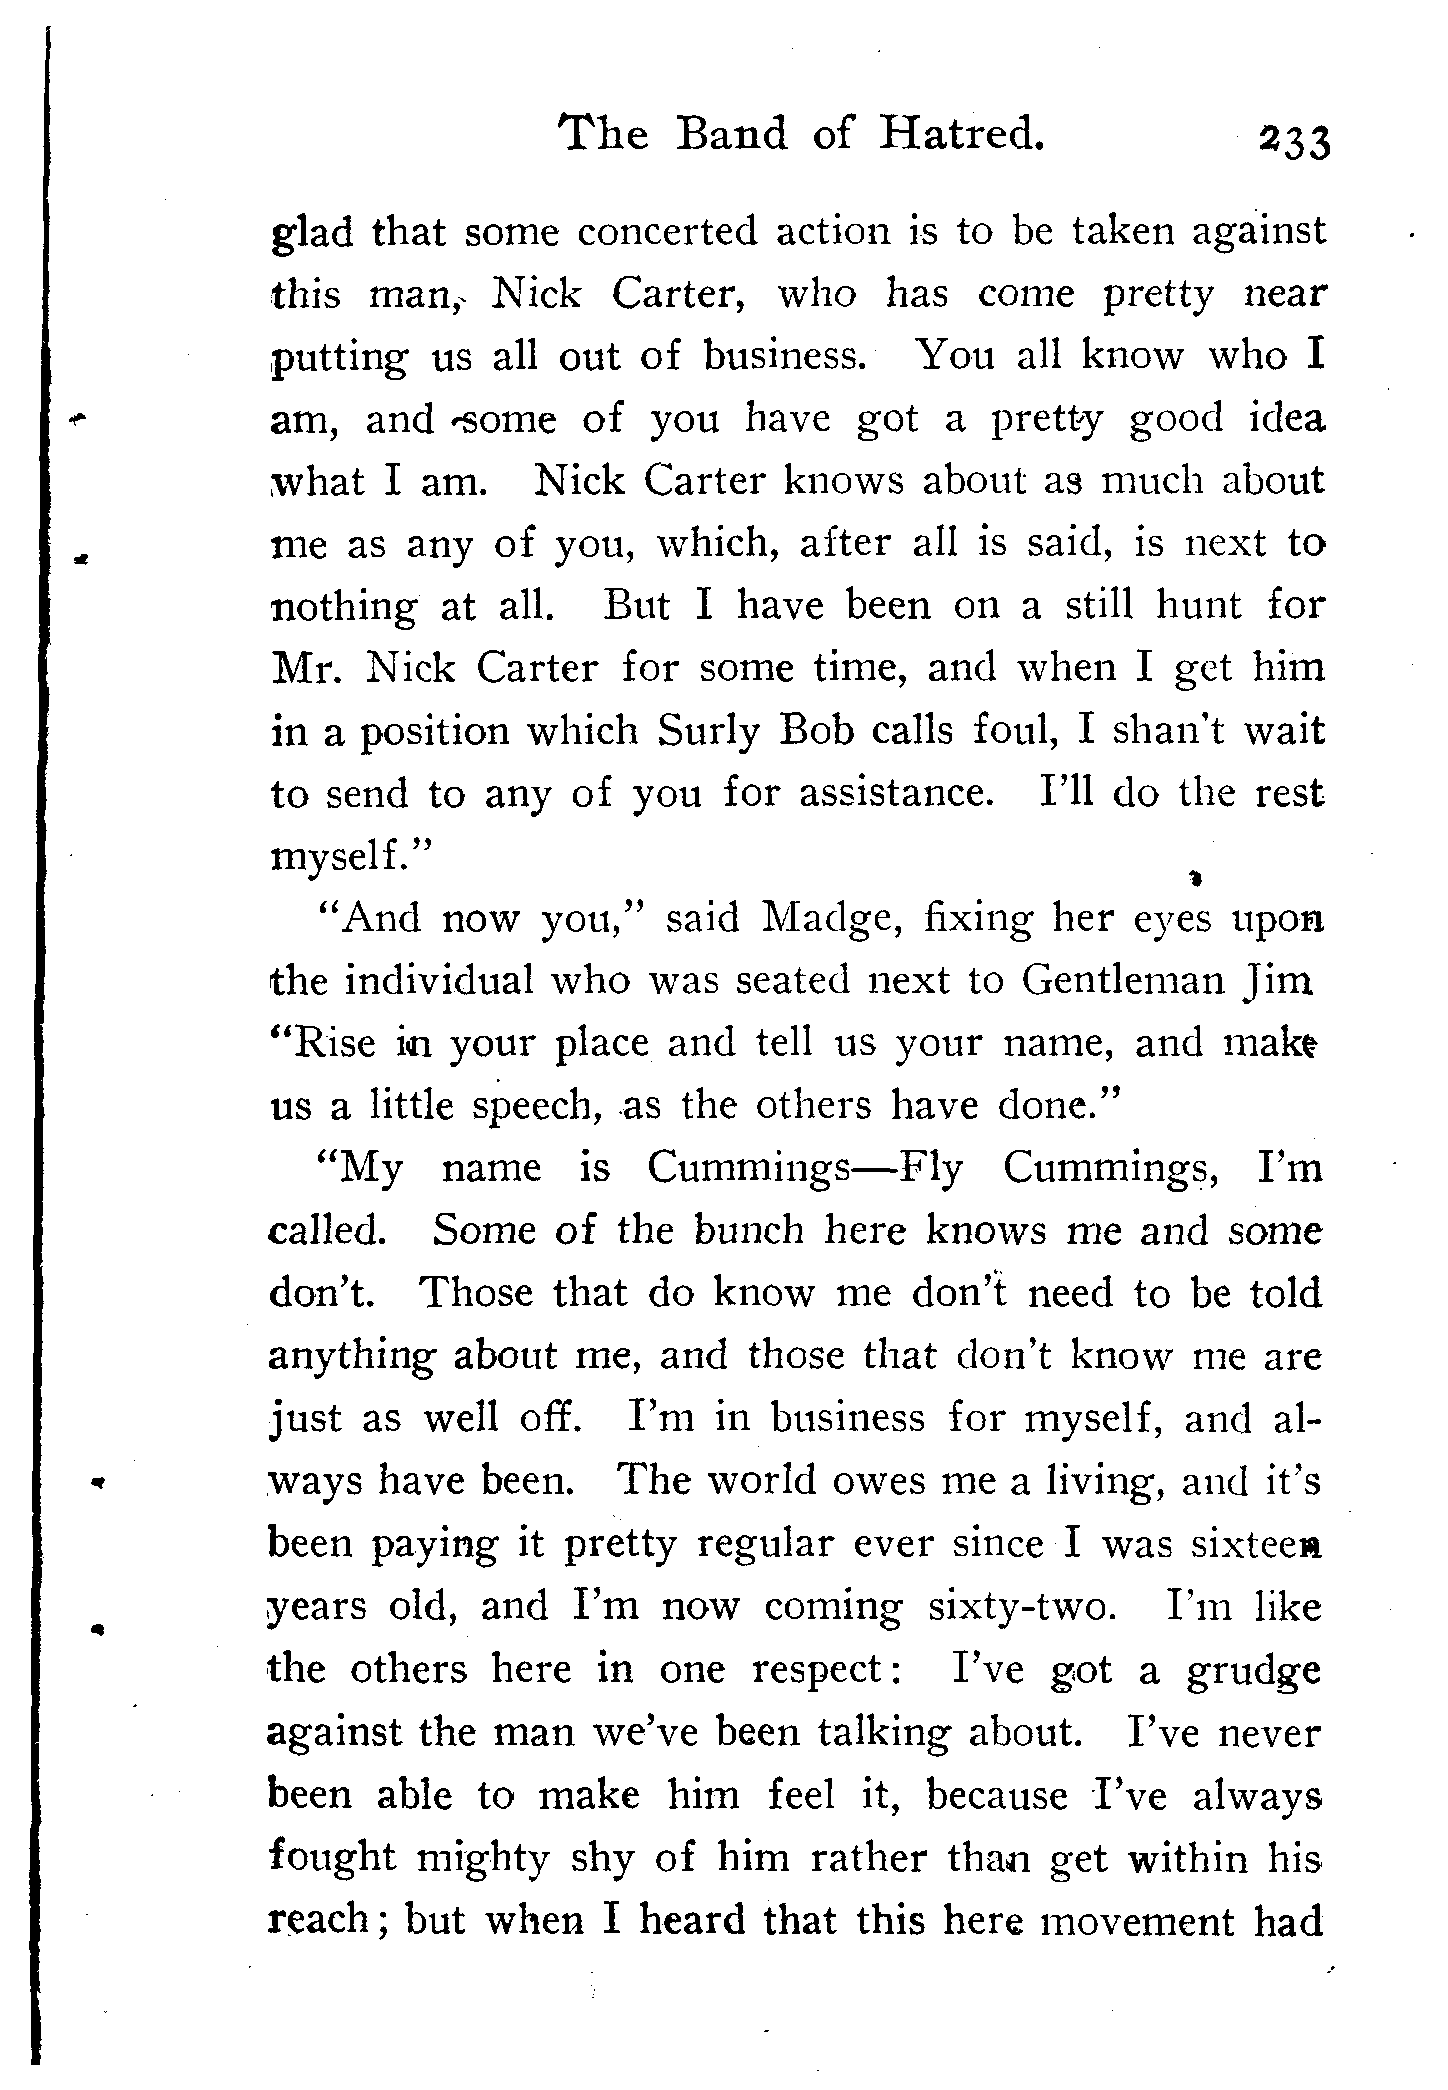 The Band of Hatred. 233
glad that some concerted action is to be taken against
this man, Nick Carter, who has come pretty near
putting us all out of business. You all know who I
am, and some of you have got a pretty good idea
what I am. Nick Carter knows about as much about
me as any of you, which, after all is said, is next to
nothing at all. But I have been on a still hunt for
Mr. Nick Carter for some time, and when I get him
in a position which Surly Bob calls foul, I shan't wait
to send to any of you for assistance. I'll do the rest
myself."
"And now you," said Madge, fixing her eyes upon
the individual who was seated next to Gentleman Jim
"Rise in your place and tell us your name, and make
us a little speech, as the others have done."
"My name is Cummings—Fly Cummings, I'm
called. Some of the bunch here knows me and some
don't. Those that do know me don't need to be told
anything about me, and those that don't know me are
just as well off. I'm in business for myself, and al-
ways have been. The world owes me a living, and it's
been paying it pretty regular ever since I was sixteen
years old, and I'm now coming sixty-two. I'm like
the others here in one respect: I've got a grudge
against the man we've been talking about. I've never
been able to make him feel it, because I've always
fought mighty shy of him rather than get within his
reach; but when I heard that this here movement had